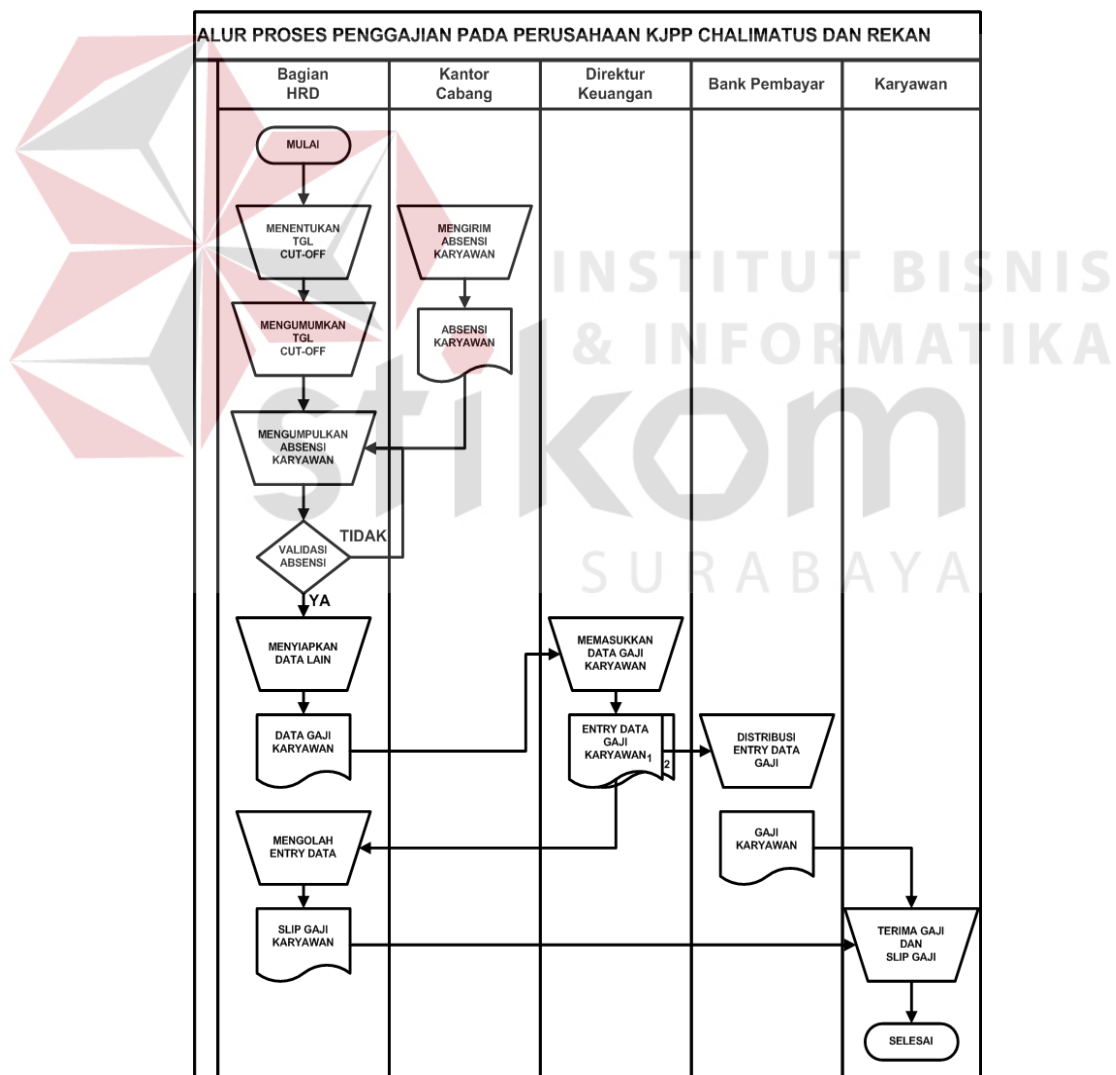 ALUR PROSES PENGGAJIAN PADA PERUSAHAAN KJPP CHALIMATUS DAN REKAN
Bagian
HRD
Kantor
Cabang
Direktur
Keuangan
Bank Pembayar
Karyawan
MULAI
MENENTUKAN
TGL
CUT-OFF
MENGIRIM
ABSENSI
KARYAWAN
MENGUMUMKAN
TGL
CUT-OFF
ABSENSI
KARYAWAN
MENGUMPULKAN
ABSENSI
KARYAWAN
VALIDASI
ABSENSI
TIDAK
YA
MENYIAPKAN
DATA LAIN
MEMASUKKAN
DATA GAJI
KARYAWAN
DATA GAJI
KARYAWAN
ENTRY DATA
GAJI
KARYAWAN 1
2
DISTRIBUSI
ENTRY DATA
GAJI
MENGOLAH
ENTRY DATA
GAJI
KARYAWAN
SLIP GAJI
KARYAWAN
TERIMA GAJI
DAN
SLIP GAJI
SELESAI
INSTITUT BISNIS
& INFORMATIKA
stikom
SURABAYA